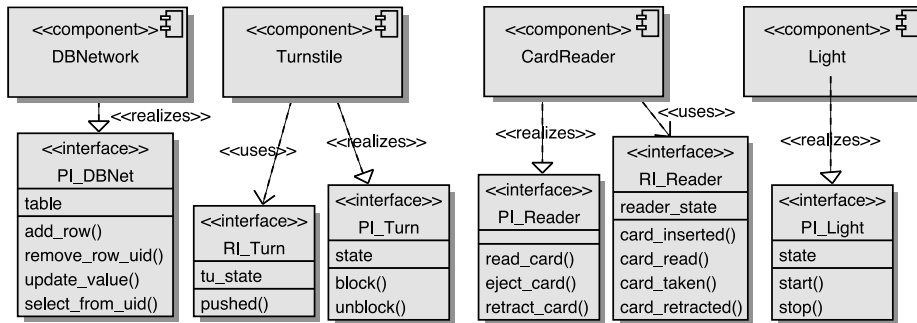 <<component>>
DBNetwork
<<component>>
Turnstile
<<component>>
CardReader
<<component>>
Light
<<realizes>>
<<uses>>
<<realizes>>
<<realizes>>
<<uses>>
<<realizes>>
<<interface>>
PI_DBNet
table
add_row()
remove_row_uid()
update_value()
select_from_uid()
<<interface>>
RI_Turn
tu_state
pushed()
<<interface>>
PI_Turn
state
block()
unblock()
<<interface>>
PI_Reader
read_card()
eject_card()
retract_card()
<<interface>>
RI_Reader
reader_state
card_inserted()
card_read()
card_taken()
card_retracted()
<<interface>>
PI_Light
state
start()
stop()